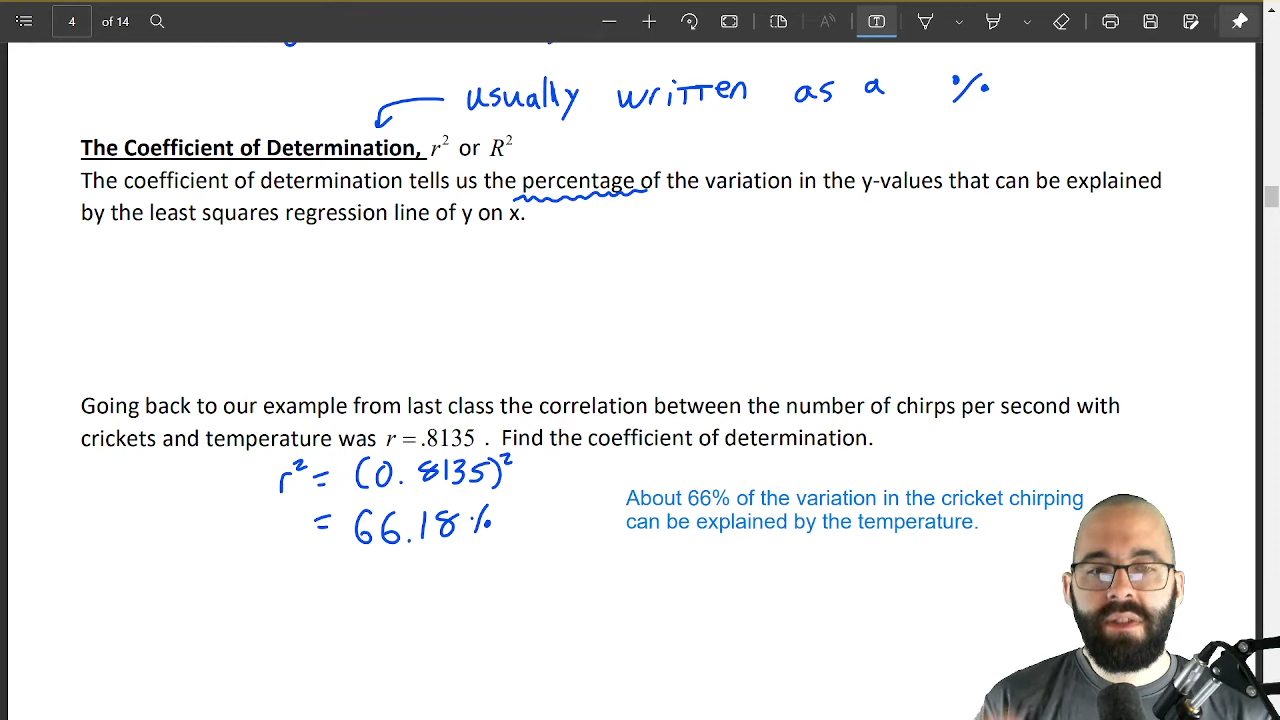 4 of 14
usually written as a %
The Coefficient of Determination, r² or R²
The coefficient of determination tells us the percentage of the variation in the y-values that can be explained
by the least squares regression line of y on x.
Going back to our example from last class the correlation between the number of chirps per second with
crickets and temperature was r = .8135 . Find the coefficient of determination.
r² = (0.8135)²
= 66.18%
About 66% of the variation in the cricket chirping
can be explained by the temperature.